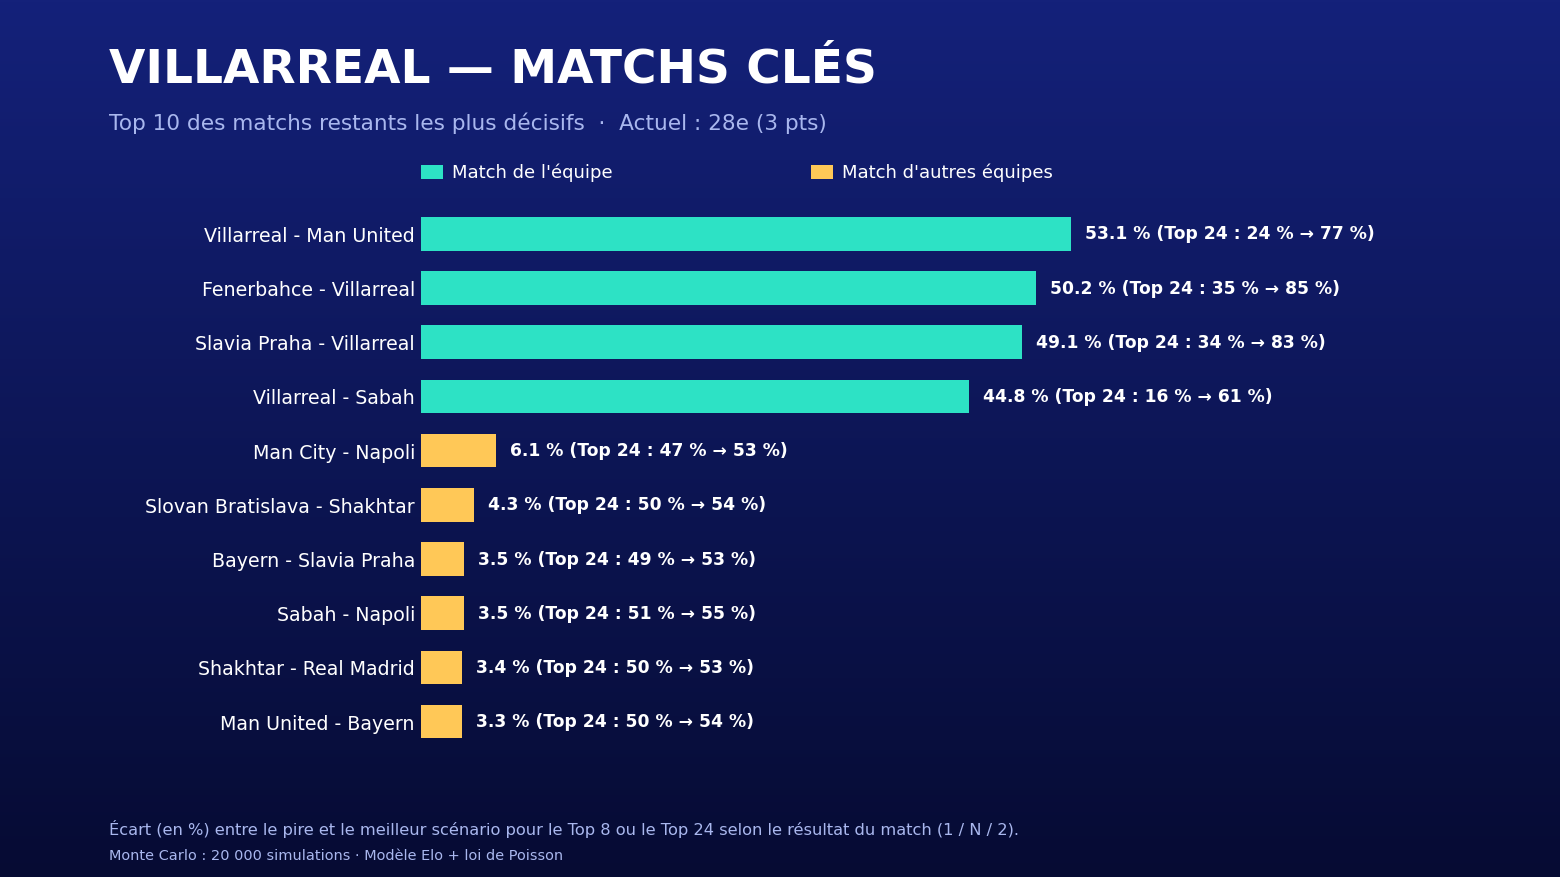 VILLARREAL — MATCHS CLÉS
Top 10 des matchs restants les plus décisifs · Actuel : 28e (3 pts)
Match de l'équipe
Match d'autres équipes
Villarreal - Man United 53.1 % (Top 24 : 24 % → 77 %)
Fenerbahce - Villarreal 50.2 % (Top 24 : 35 % → 85 %)
Slavia Praha - Villarreal 49.1 % (Top 24 : 34 % → 83 %)
Villarreal - Sabah 44.8 % (Top 24 : 16 % → 61 %)
Man City - Napoli 6.1 % (Top 24 : 47 % → 53 %)
Slovan Bratislava - Shakhtar 4.3 % (Top 24 : 50 % → 54 %)
Bayern - Slavia Praha 3.5 % (Top 24 : 49 % → 53 %)
Sabah - Napoli 3.5 % (Top 24 : 51 % → 55 %)
Shakhtar - Real Madrid 3.4 % (Top 24 : 50 % → 53 %)
Man United - Bayern 3.3 % (Top 24 : 50 % → 54 %)
Écart (en %) entre le pire et le meilleur scénario pour le Top 8 ou le Top 24 selon le résultat du match (1 / N / 2).
Monte Carlo : 20 000 simulations · Modèle Elo + loi de Poisson